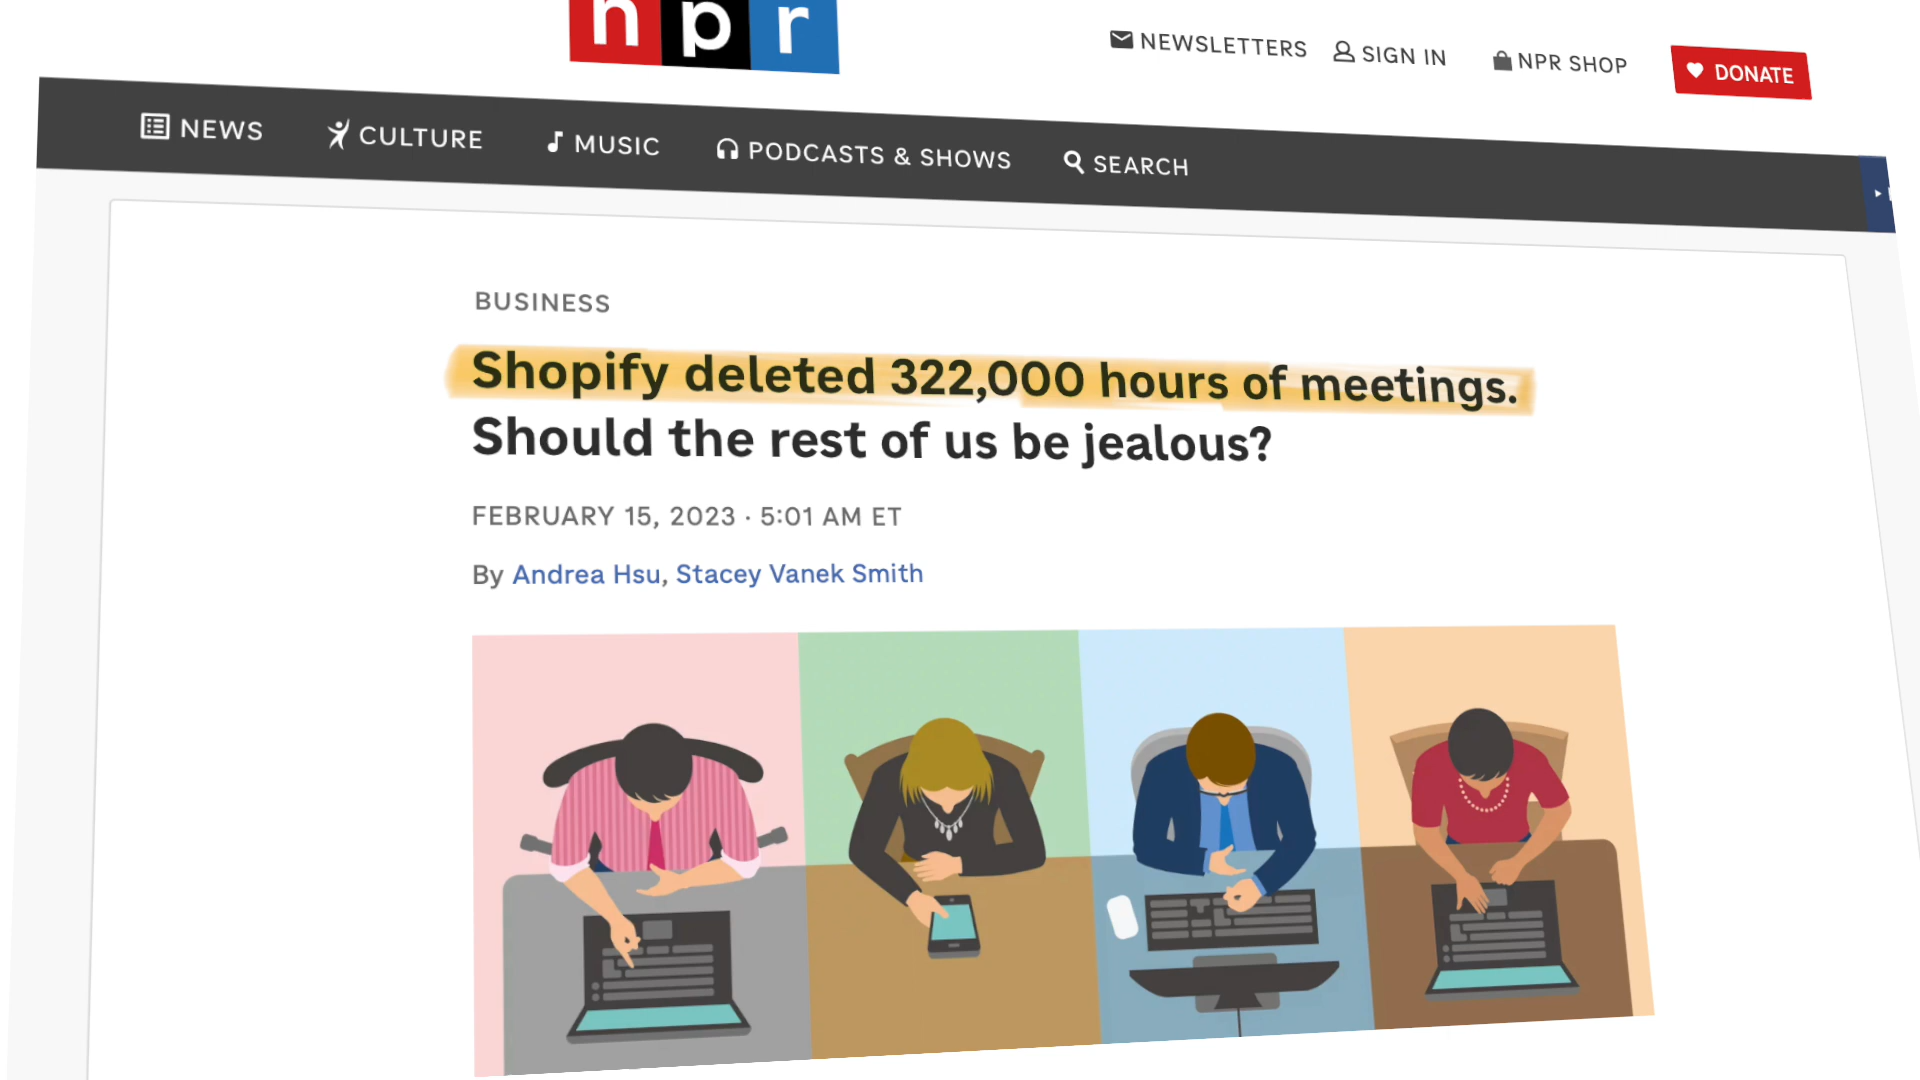 npr
NEWSLETTERS SIGN IN NPR SHOP DONATE
NEWS CULTURE MUSIC PODCASTS & SHOWS SEARCH
BUSINESS
Shopify deleted 322,000 hours of meetings.
Should the rest of us be jealous?
FEBRUARY 15, 2023 · 5:01 AM ET
By Andrea Hsu, Stacey Vanek Smith